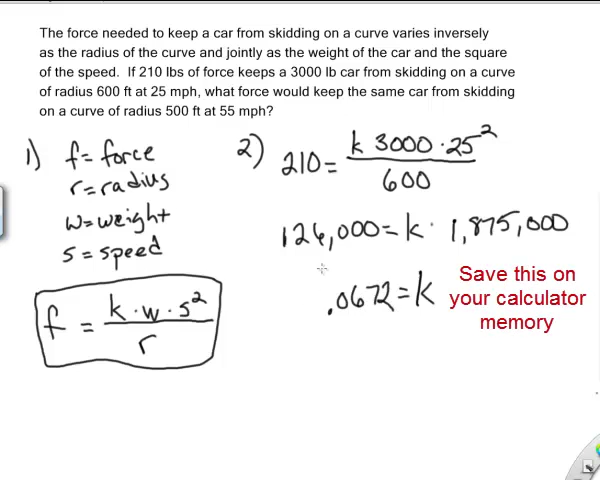 The force needed to keep a car from skidding on a curve varies inversely
as the radius of the curve and jointly as the weight of the car and the square
of the speed. If 210 lbs of force keeps a 3000 lb car from skidding on a curve
of radius 600 ft at 25 mph, what force would keep the same car from skidding
on a curve of radius 500 ft at 55 mph?
1) f = force
r = radius
w = weight
s = speed
f = k · w · s² / r
2) 210 = k 3000 · 25² / 600
126,000 = k · 1,875,000
.0672 = k
Save this on
your calculator
memory